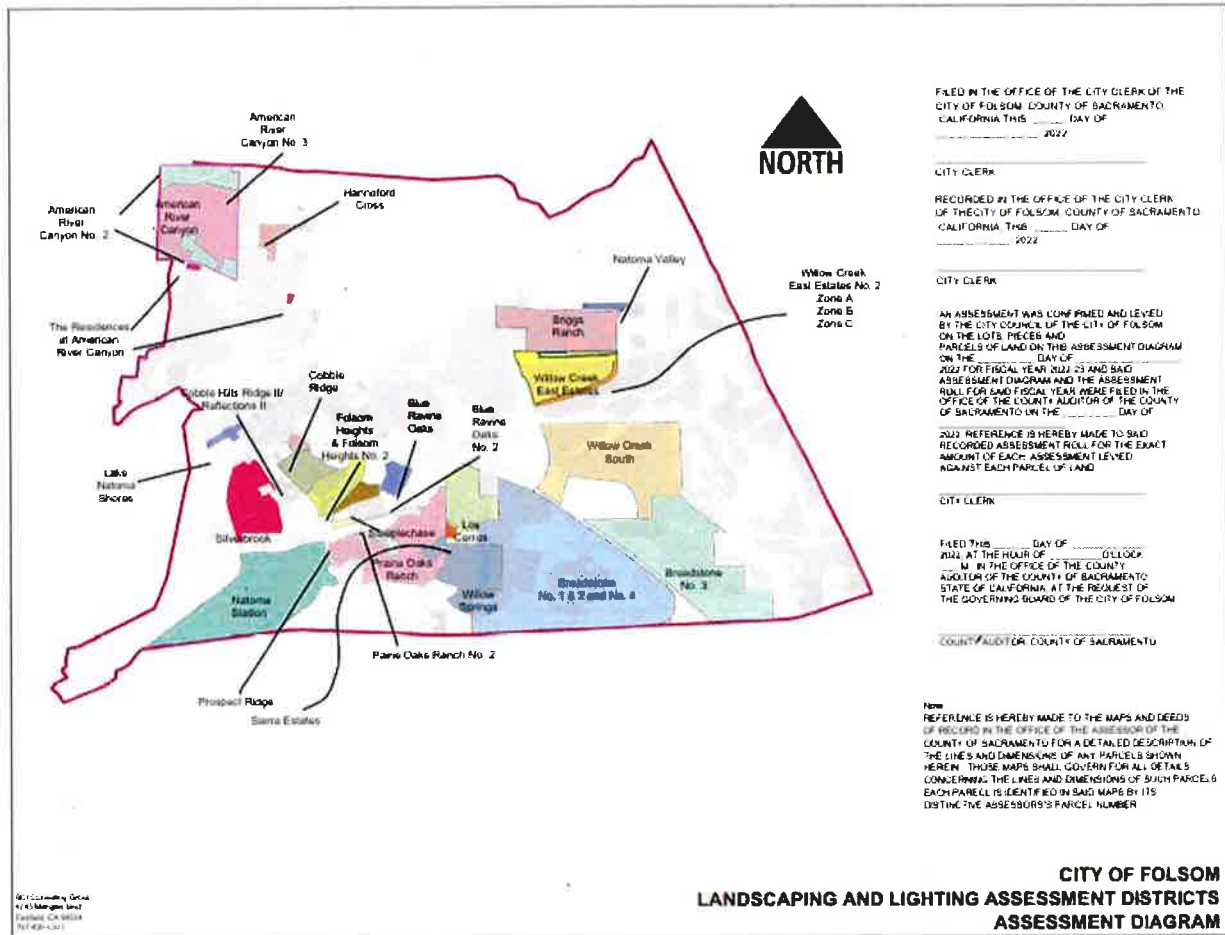 American
River
Canyon No. 3
American
River
Canyon No. 2
American
River
Canyon
Hannaford
Cross
NORTH
Natoma Valley
Willow Creek
East Estates No. 2
Zone A
Zone B
Zone C
The Residences
at American
River Canyon
Briggs
Ranch
Willow Creek
East Estates
Cobble Hills Ridge II/
Reflections II
Cobble
Ridge
Folsom
Heights
& Folsom
Heights No. 2
Blue
Ravine
Oaks
Blue
Ravine
Oaks
No. 2
Willow Creek
South
Lake
Natoma
Shores
Silverbrook
Steeplechase
Los
Cerros
Prairie Oaks
Ranch
Natoma
Station
Willow
Springs
Broadstone
No. 1 & 2 and No. 4
Broadstone
No. 3
Prairie Oaks Ranch No. 2
Prospect Ridge
Sierra Estates
FILED IN THE OFFICE OF THE CITY CLERK OF THE
CITY OF FOLSOM, COUNTY OF SACRAMENTO,
CALIFORNIA THIS ______ DAY OF
______________, 2022
CITY CLERK
RECORDED IN THE OFFICE OF THE CITY CLERK
OF THECITY OF FOLSOM, COUNTY OF SACRAMENTO,
CALIFORNIA, THIS ______ DAY OF
______________, 2022
CITY CLERK
AN ASSESSMENT WAS CONFIRMED AND LEVIED
BY THE CITY COUNCIL OF THE CITY OF FOLSOM
ON THE LOTS, PIECES AND
PARCELS OF LAND ON THIS ASSESSMENT DIAGRAM
ON THE ________ DAY OF ______________,
2022 FOR FISCAL YEAR 2022-23 AND SAID
ASSESSMENT DIAGRAM AND THE ASSESSMENT
ROLL FOR SAID FISCAL YEAR WERE FILED IN THE
OFFICE OF THE COUNTY AUDITOR OF THE COUNTY
OF SACRAMENTO ON THE ________ DAY OF
2022. REFERENCE IS HEREBY MADE TO SAID
RECORDED ASSESSMENT ROLL FOR THE EXACT
AMOUNT OF EACH ASSESSMENT LEVIED
AGAINST EACH PARCEL OF LAND
CITY CLERK
FILED THIS ______ DAY OF ____________,
2022, AT THE HOUR OF ________ O'CLOCK
____M. IN THE OFFICE OF THE COUNTY
AUDITOR OF THE COUNTY OF SACRAMENTO
STATE OF CALIFORNIA, AT THE REQUEST OF
THE GOVERNING BOARD OF THE CITY OF FOLSOM
COUNTY AUDITOR, COUNTY OF SACRAMENTO
Note
REFERENCE IS HEREBY MADE TO THE MAPS AND DEEDS
OF RECORD IN THE OFFICE OF THE ASSESSOR OF THE
COUNTY OF SACRAMENTO FOR A DETAILED DESCRIPTION OF
THE LINES AND DIMENSIONS OF ANY PARCELS SHOWN
HEREIN. THOSE MAPS SHALL GOVERN FOR ALL DETAILS
CONCERNING THE LINES AND DIMENSIONS OF SUCH PARCELS
EACH PARCEL IS IDENTIFIED IN SAID MAPS BY ITS
DISTINCTIVE ASSESSORS'S PARCEL NUMBER
CITY OF FOLSOM
LANDSCAPING AND LIGHTING ASSESSMENT DISTRICTS
ASSESSMENT DIAGRAM
Consulting Group